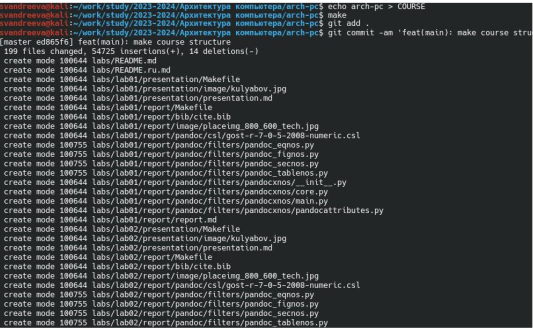 svandreeva@kali:~/work/study/2023-2024/Архитектура компьютера/arch-pc$ echo arch-pc > COURSE
svandreeva@kali:~/work/study/2023-2024/Архитектура компьютера/arch-pc$ make
svandreeva@kali:~/work/study/2023-2024/Архитектура компьютера/arch-pc$ git add .
svandreeva@kali:~/work/study/2023-2024/Архитектура компьютера/arch-pc$ git commit -am 'feat(main): make course stru
[master ed865f6] feat(main): make course structure
199 files changed, 54725 insertions(+), 14 deletions(-)
create mode 100644 labs/README.md
create mode 100644 labs/README.ru.md
create mode 100644 labs/lab01/presentation/Makefile
create mode 100644 labs/lab01/presentation/image/kulyabov.jpg
create mode 100644 labs/lab01/presentation/presentation.md
create mode 100644 labs/lab01/report/Makefile
create mode 100644 labs/lab01/report/bib/cite.bib
create mode 100644 labs/lab01/report/image/placeimg_800_600_tech.jpg
create mode 100644 labs/lab01/report/pandoc/csl/gost-r-7-0-5-2008-numeric.csl
create mode 100755 labs/lab01/report/pandoc/filters/pandoc_eqnos.py
create mode 100755 labs/lab01/report/pandoc/filters/pandoc_fignos.py
create mode 100755 labs/lab01/report/pandoc/filters/pandoc_secnos.py
create mode 100755 labs/lab01/report/pandoc/filters/pandoc_tablenos.py
create mode 100644 labs/lab01/report/pandoc/filters/pandocxnos/__init__.py
create mode 100644 labs/lab01/report/pandoc/filters/pandocxnos/core.py
create mode 100644 labs/lab01/report/pandoc/filters/pandocxnos/main.py
create mode 100644 labs/lab01/report/pandoc/filters/pandocxnos/pandocattributes.py
create mode 100644 labs/lab01/report/report.md
create mode 100644 labs/lab02/presentation/Makefile
create mode 100644 labs/lab02/presentation/image/kulyabov.jpg
create mode 100644 labs/lab02/presentation/presentation.md
create mode 100644 labs/lab02/report/Makefile
create mode 100644 labs/lab02/report/bib/cite.bib
create mode 100644 labs/lab02/report/image/placeimg_800_600_tech.jpg
create mode 100644 labs/lab02/report/pandoc/csl/gost-r-7-0-5-2008-numeric.csl
create mode 100755 labs/lab02/report/pandoc/filters/pandoc_eqnos.py
create mode 100755 labs/lab02/report/pandoc/filters/pandoc_fignos.py
create mode 100755 labs/lab02/report/pandoc/filters/pandoc_secnos.py
create mode 100755 labs/lab02/report/pandoc/filters/pandoc_tablenos.py